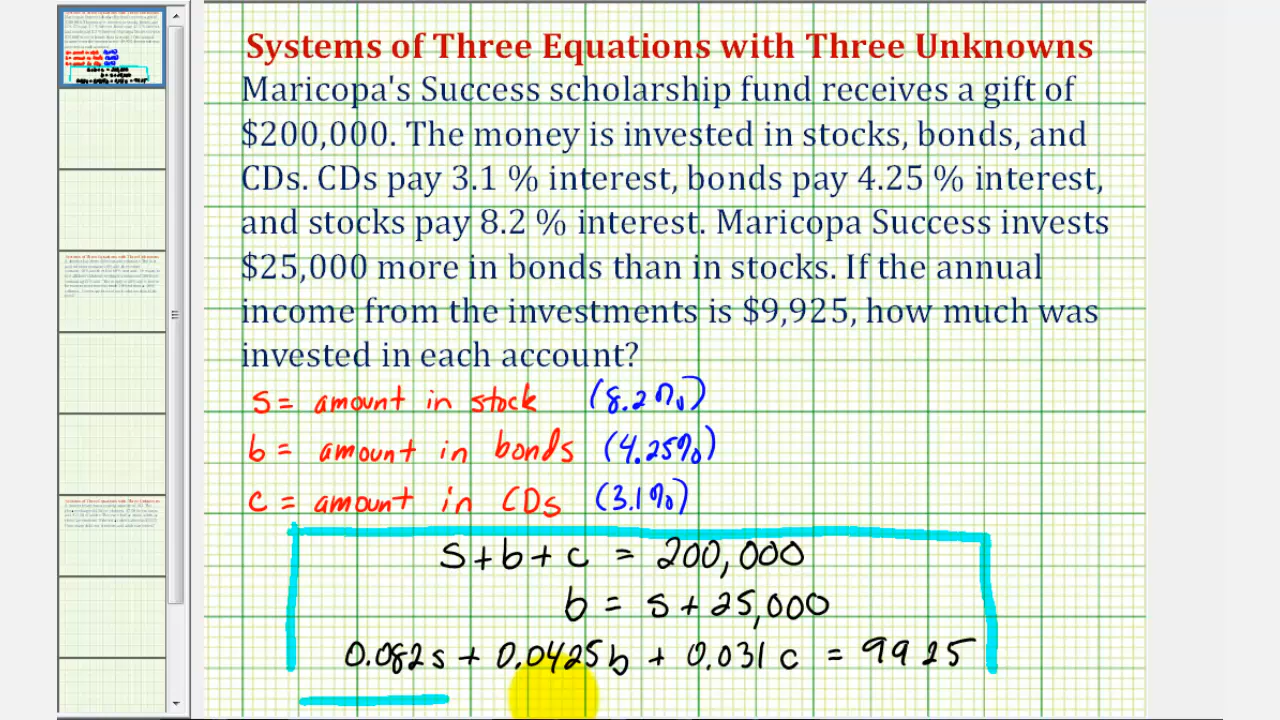 Systems of Three Equations with Three Unknowns
Maricopa's Success scholarship fund receives a gift of
$200,000. The money is invested in stocks, bonds, and
CDs. CDs pay 3.1 % interest, bonds pay 4.25 % interest,
and stocks pay 8.2 % interest. Maricopa Success invests
$25,000 more in bonds than in stocks. If the annual
income from the investments is $9,925, how much was
invested in each account?
s = amount in stock (8.2%)
b = amount in bonds (4.25%)
c = amount in CDs (3.1%)
s + b + c = 200,000
b = s + 25,000
0.082s + 0.0425b + 0.031c = 9925